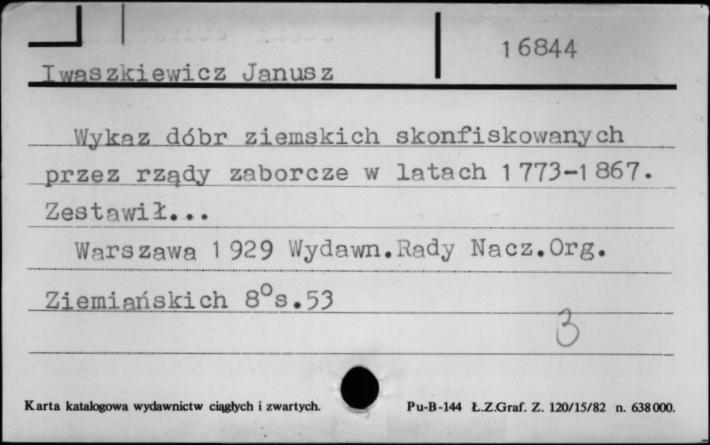 16844
Iwaszkiewicz Janusz
Wykaz dóbr ziemskich skonfiskowanych
przez rządy zaborcze w latach 1773-1867.
Zestawił...
Warszawa 1929 Wydawn.Rady Nacz.Org.
Ziemiańskich 8°s.53
3
Karta katalogowa wydawnictw ciągłych i zwartych. Pu-B-144 Ł.Z.Graf. Z. 120/15/82 n. 638000.